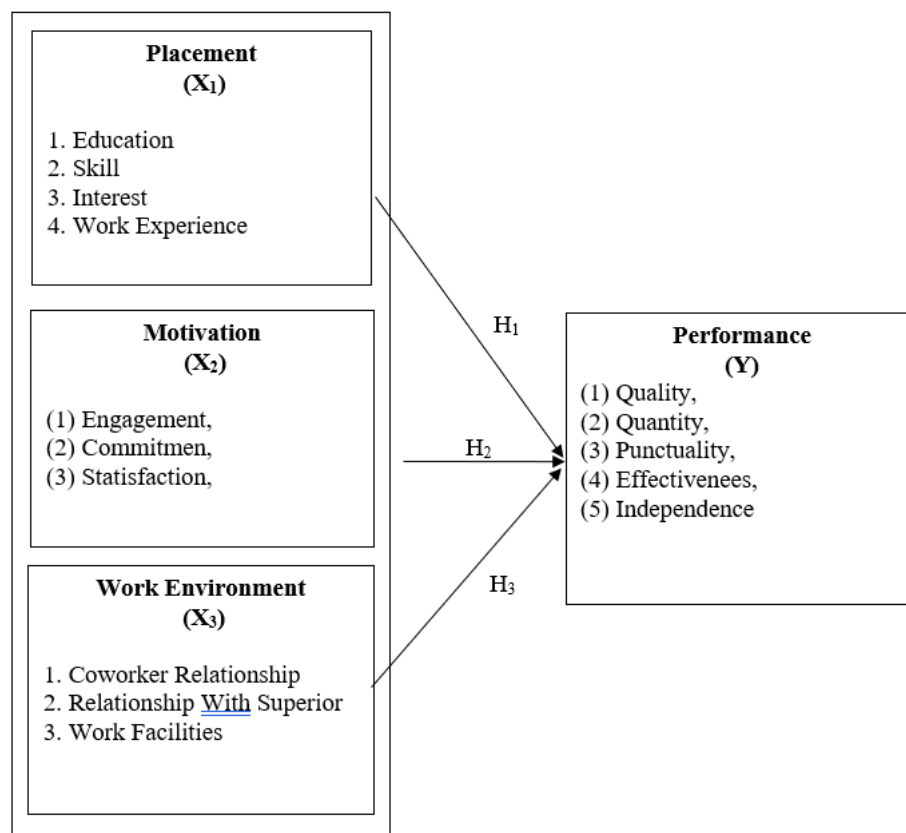 Placement
(X₁)
1. Education
2. Skill
3. Interest
4. Work Experience
Motivation
(X₂)
(1) Engagement,
(2) Commitmen,
(3) Statisfaction,
Work Environment
(X₃)
1. Coworker Relationship
2. Relationship With Superior
3. Work Facilities
H₁
H₂
H₃
Performance
(Y)
(1) Quality,
(2) Quantity,
(3) Punctuality,
(4) Effectivenees,
(5) Independence